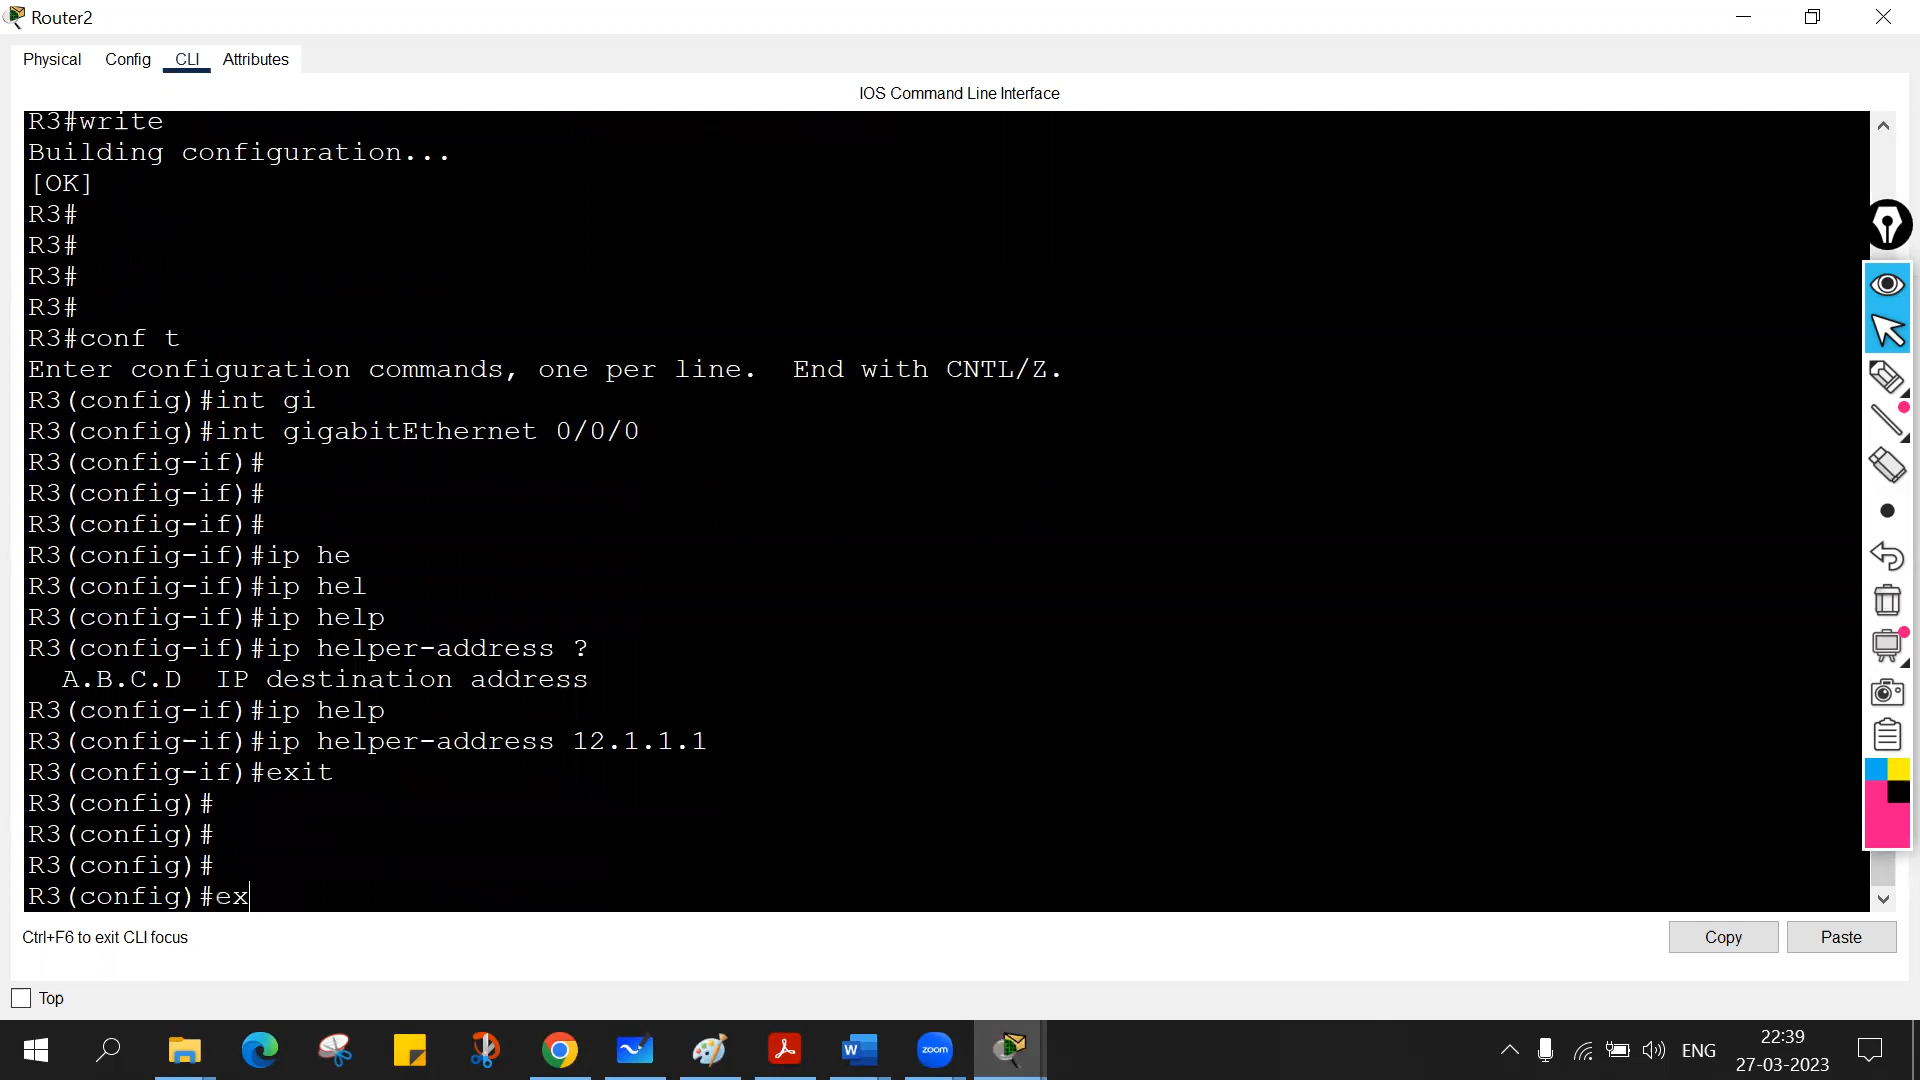 Router2
Physical Config CLI Attributes
IOS Command Line Interface
R3#write
Building configuration...
[OK]
R3#
R3#
R3#
R3#
R3#conf t
Enter configuration commands, one per line.  End with CNTL/Z.
R3(config)#int gi
R3(config)#int gigabitEthernet 0/0/0
R3(config-if)#
R3(config-if)#
R3(config-if)#
R3(config-if)#ip he
R3(config-if)#ip hel
R3(config-if)#ip help
R3(config-if)#ip helper-address ?
  A.B.C.D  IP destination address
R3(config-if)#ip help
R3(config-if)#ip helper-address 12.1.1.1
R3(config-if)#exit
R3(config)#
R3(config)#
R3(config)#
R3(config)#ex
Ctrl+F6 to exit CLI focus
Copy Paste
Top
W zoom ENG 22:39
27-03-2023